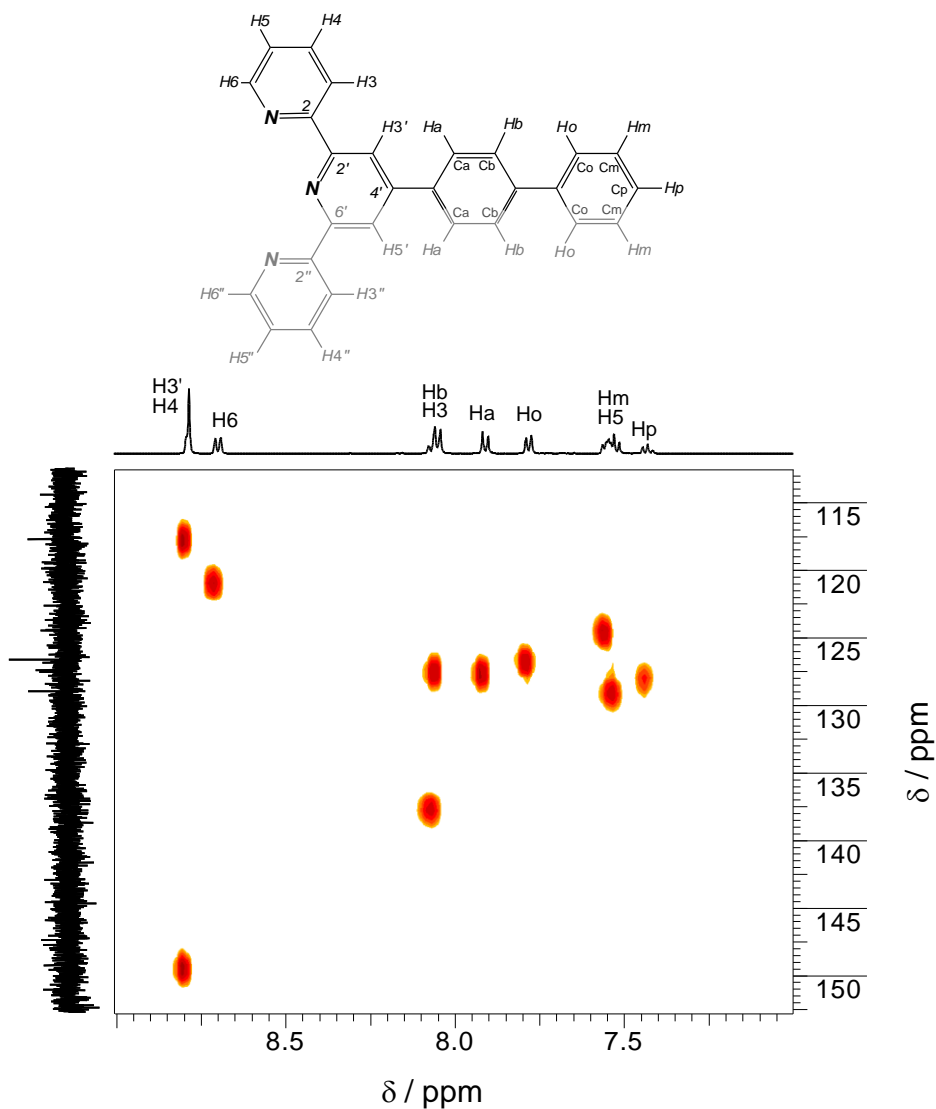 H5 H4
H6 H3
2
N H3' Ha Hb Ho Hm
2' Ca Cb Co Cm
N 4' Cp Hp
6' Ca Cb Co Cm
N H5' Ha Hb Ho Hm
2"
H6" H3"
H5" H4"
H3' Hb Hm
H4 H6 H3 Ha Ho H5 Hp
115
120
125
130
135
140
145
150
δ / ppm
8.5 8.0 7.5
δ / ppm